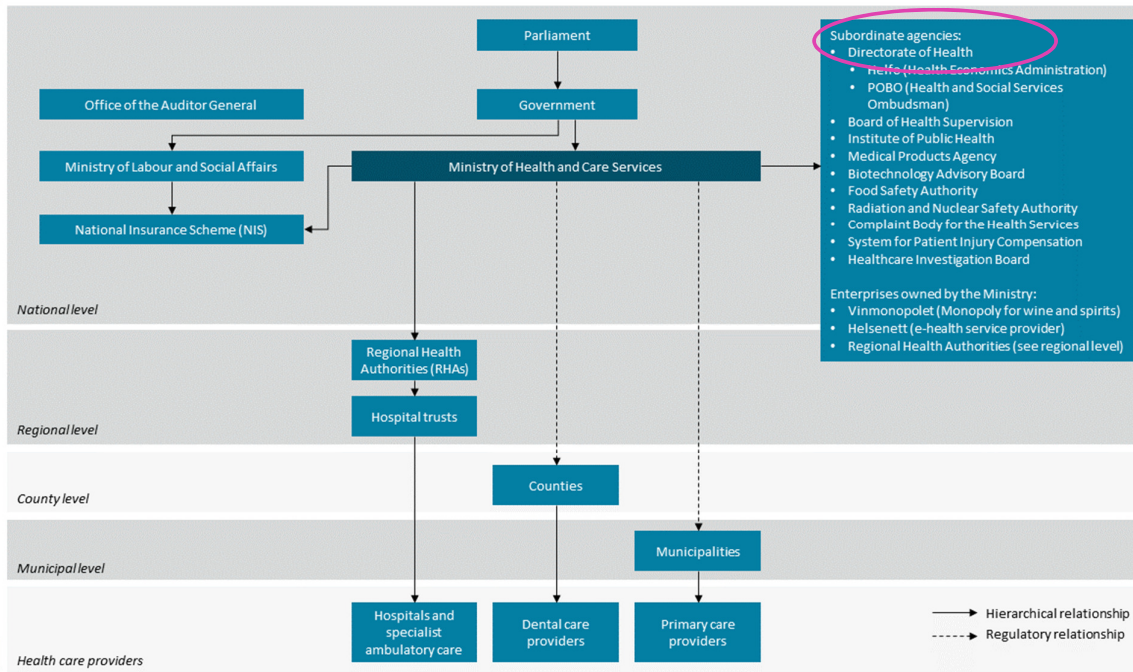 Parliament
Office of the Auditor General
Government
Ministry of Labour and Social Affairs
Ministry of Health and Care Services
National Insurance Scheme (NIS)
National level
Subordinate agencies:
• Directorate of Health
• Helfo (Health Economics Administration)
• POBO (Health and Social Services
Ombudsman)
• Board of Health Supervision
• Institute of Public Health
• Medical Products Agency
• Biotechnology Advisory Board
• Food Safety Authority
• Radiation and Nuclear Safety Authority
• Complaint Body for the Health Services
• System for Patient Injury Compensation
• Healthcare Investigation Board
Enterprises owned by the Ministry:
• Vinmonopolet (Monopoly for wine and spirits)
• Helsenett (e-health service provider)
• Regional Health Authorities (see regional level)
Regional Health
Authorities (RHAs)
Hospital trusts
Regional level
Counties
County level
Municipalities
Municipal level
Hospitals and
specialist
ambulatory care
Dental care
providers
Primary care
providers
Health care providers
Hierarchical relationship
Regulatory relationship